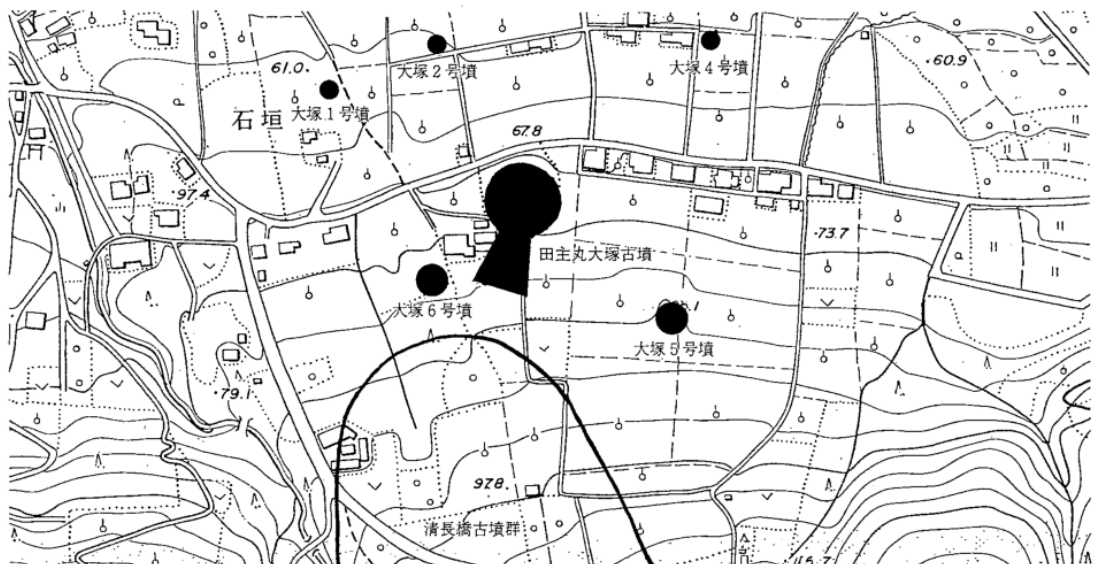 大塚2号墳
大塚4号墳
61.0
・60.9
石垣
大塚1号墳
67.8
97.4
・73.7
田主丸大塚古墳
大塚6号墳
大塚5号墳
・79.1
97.8
清長橋古墳群